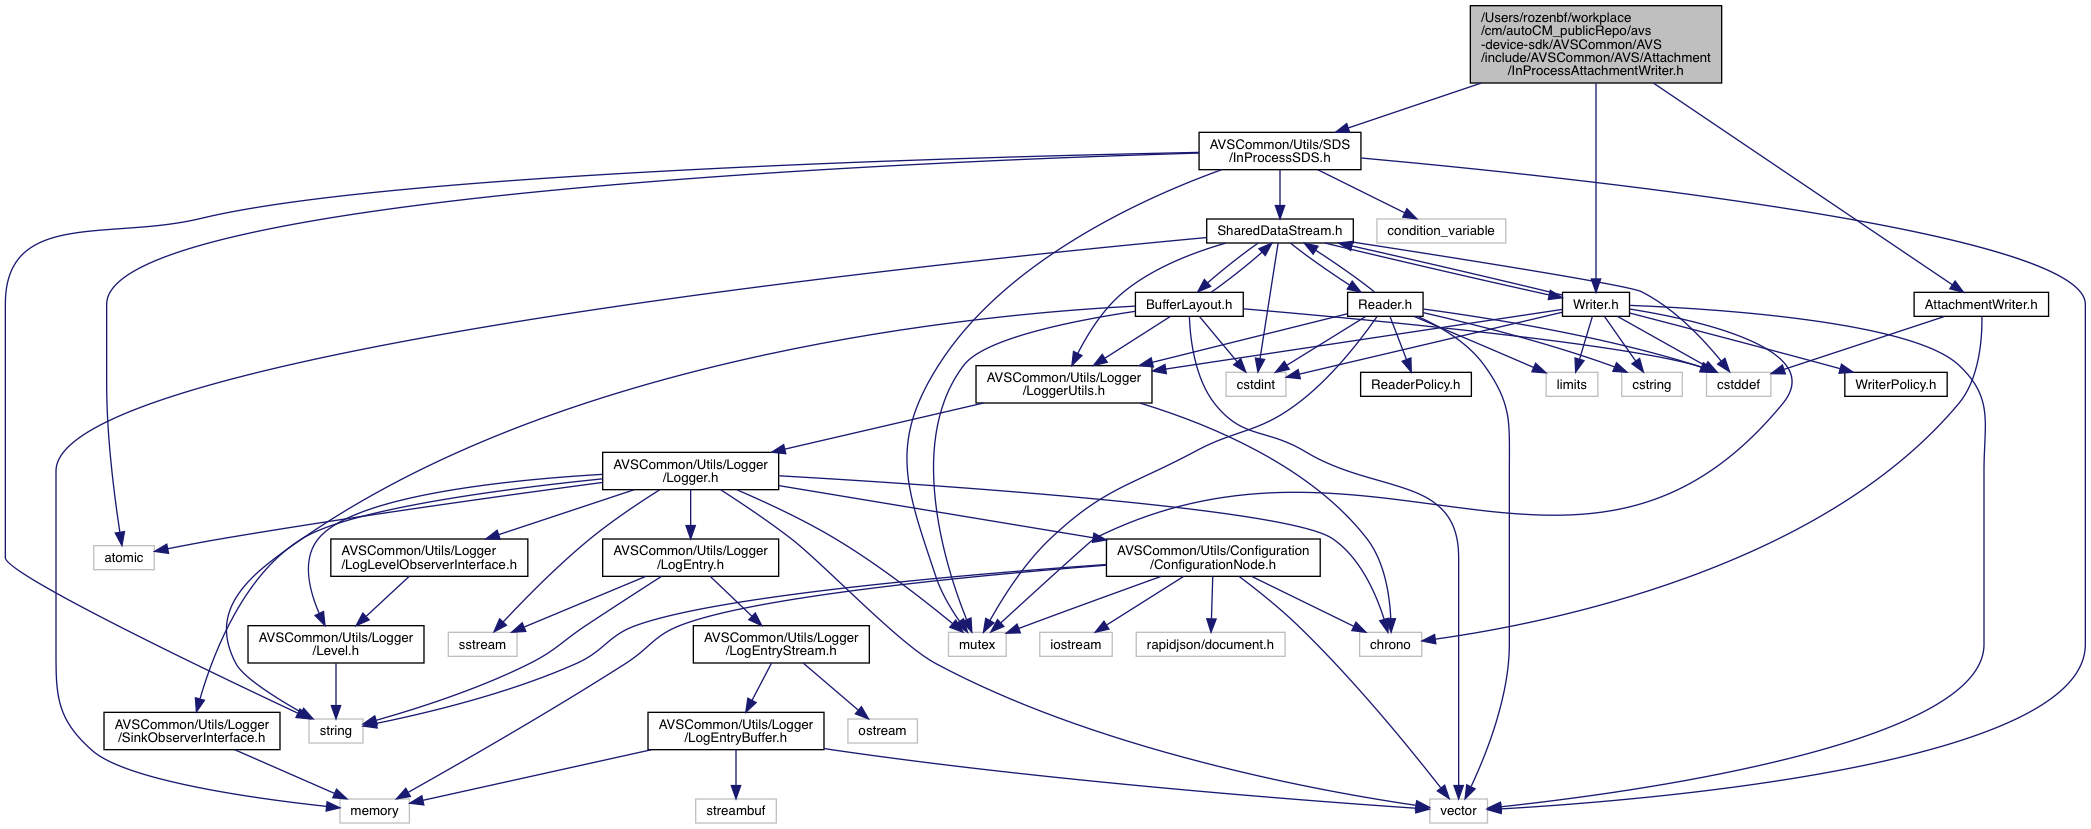 /Users/rozenbf/workplace
/cm/autoCM_publicRepo/avs
-device-sdk/AVSCommon/AVS
/include/AVSCommon/AVS/Attachment
/InProcessAttachmentWriter.h
AVSCommon/Utils/SDS
/InProcessSDS.h
SharedDataStream.h
condition_variable
BufferLayout.h
Reader.h
Writer.h
AttachmentWriter.h
AVSCommon/Utils/Logger
/LoggerUtils.h
cstdint
ReaderPolicy.h
limits
cstring
cstddef
WriterPolicy.h
AVSCommon/Utils/Logger
/Logger.h
atomic
AVSCommon/Utils/Logger
/LogLevelObserverInterface.h
AVSCommon/Utils/Logger
/LogEntry.h
AVSCommon/Utils/Configuration
/ConfigurationNode.h
AVSCommon/Utils/Logger
/Level.h
sstream
AVSCommon/Utils/Logger
/LogEntryStream.h
mutex
iostream
rapidjson/document.h
chrono
AVSCommon/Utils/Logger
/SinkObserverInterface.h
string
AVSCommon/Utils/Logger
/LogEntryBuffer.h
ostream
memory
streambuf
vector